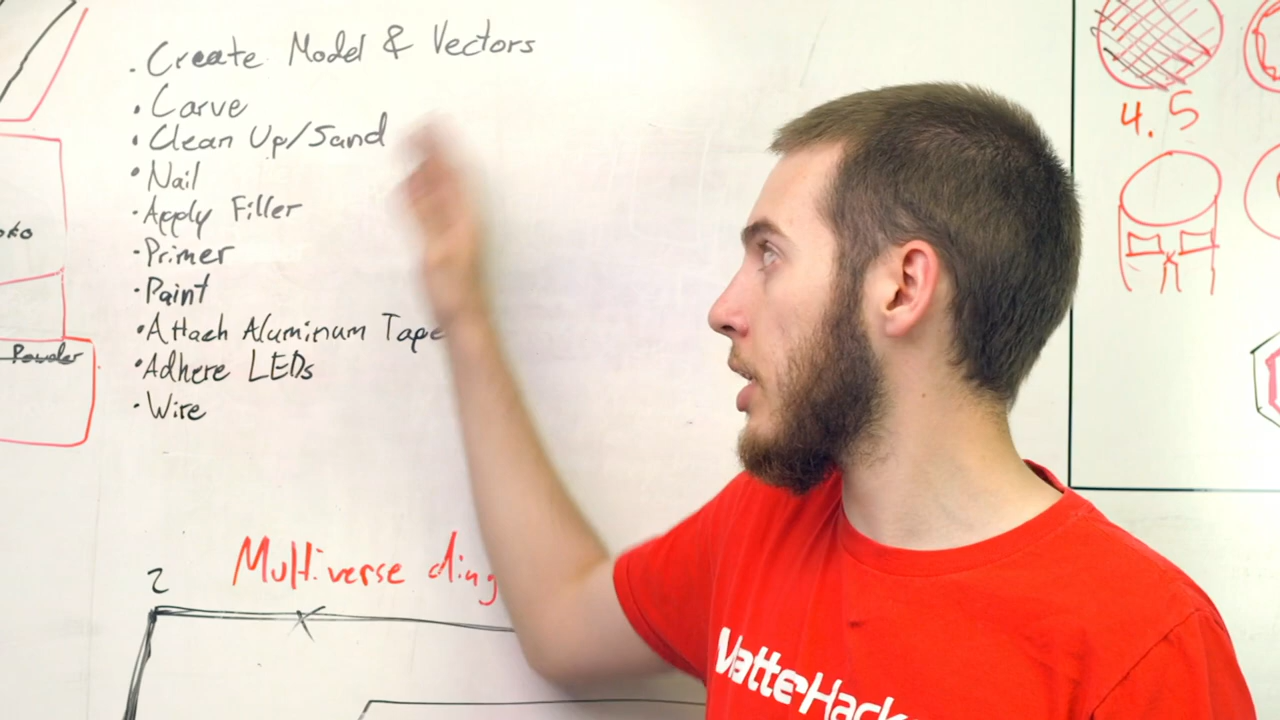 . Create Model & Vectors
• Carve
• Clean Up/Sand
• Nail
• Apply Filler
• Primer
• Paint
• Attach Aluminum Tape
• Adhere LEDs
• Wire
Powder
4.5
2
Multiverse
MatterHack